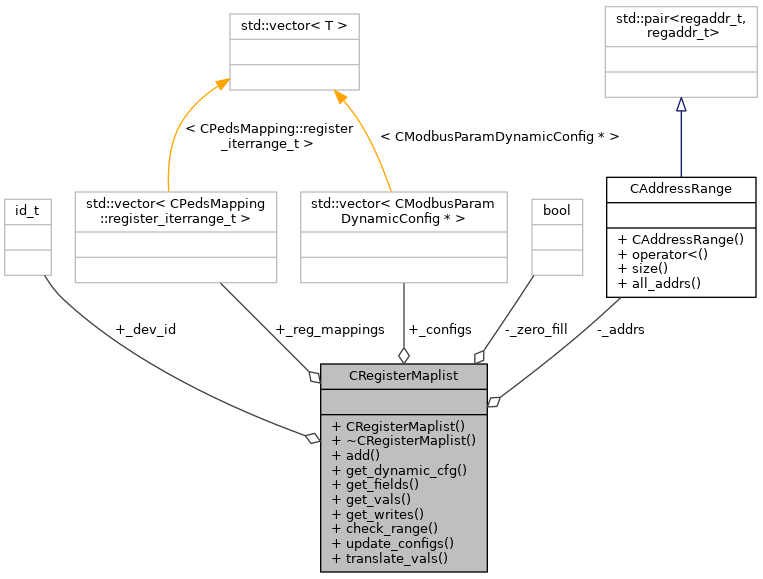 std::vector< T >
std::pair<regaddr_t,
regaddr_t>
< CPedsMapping::register
_iterrange_t >
< CModbusParamDynamicConfig * >
id_t
std::vector< CPedsMapping
::register_iterrange_t >
std::vector< CModbusParam
DynamicConfig * >
bool
CAddressRange
+ CAddressRange()
+ operator<()
+ size()
+ all_addrs()
+_dev_id
+_reg_mappings
+_configs
-_zero_fill
-_addrs
CRegisterMaplist
+ CRegisterMaplist()
+ ~CRegisterMaplist()
+ add()
+ get_dynamic_cfg()
+ get_fields()
+ get_vals()
+ get_writes()
+ check_range()
+ update_configs()
+ translate_vals()